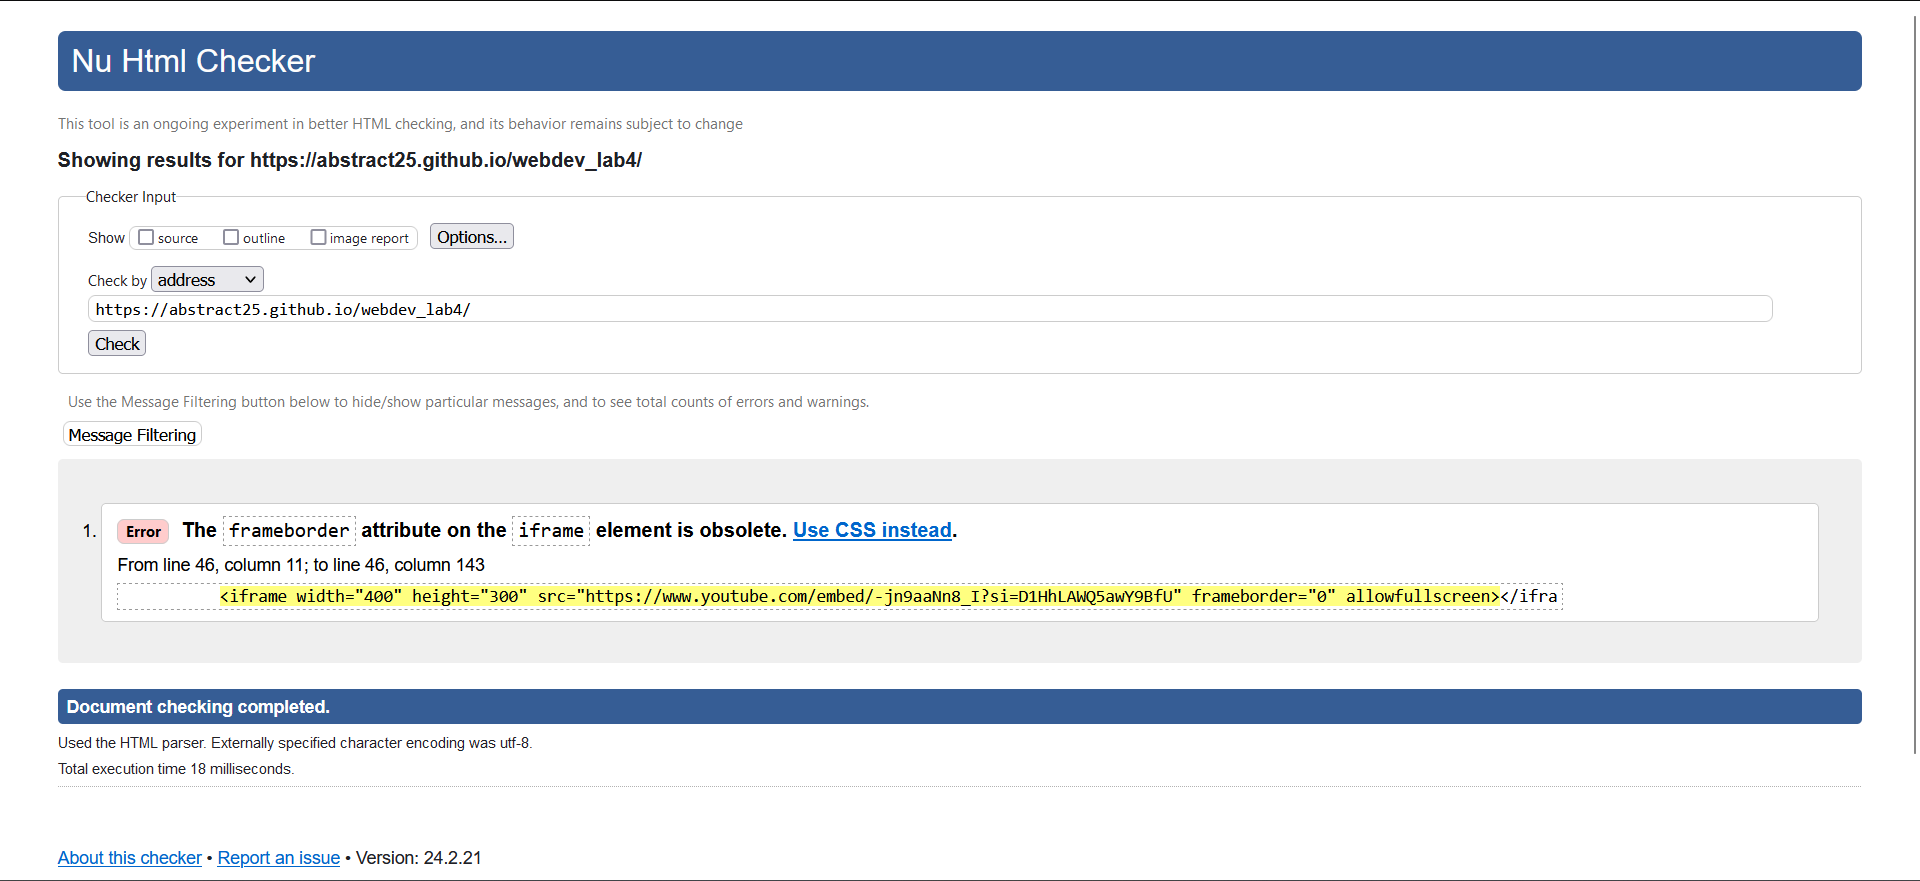 Nu Html Checker
This tool is an ongoing experiment in better HTML checking, and its behavior remains subject to change
Showing results for https://abstract25.github.io/webdev_lab4/
Checker Input
Show source outline image report Options...
Check by address
https://abstract25.github.io/webdev_lab4/
Check
Use the Message Filtering button below to hide/show particular messages, and to see total counts of errors and warnings.
Message Filtering
1. Error The frameborder attribute on the iframe element is obsolete. Use CSS instead.
From line 46, column 11; to line 46, column 143
<iframe width="400" height="300" src="https://www.youtube.com/embed/-jn9aaNn8_I?si=D1HhLAWQ5awY9BfU" frameborder="0" allowfullscreen></ifra
Document checking completed.
Used the HTML parser. Externally specified character encoding was utf-8.
Total execution time 18 milliseconds.
About this checker • Report an issue • Version: 24.2.21